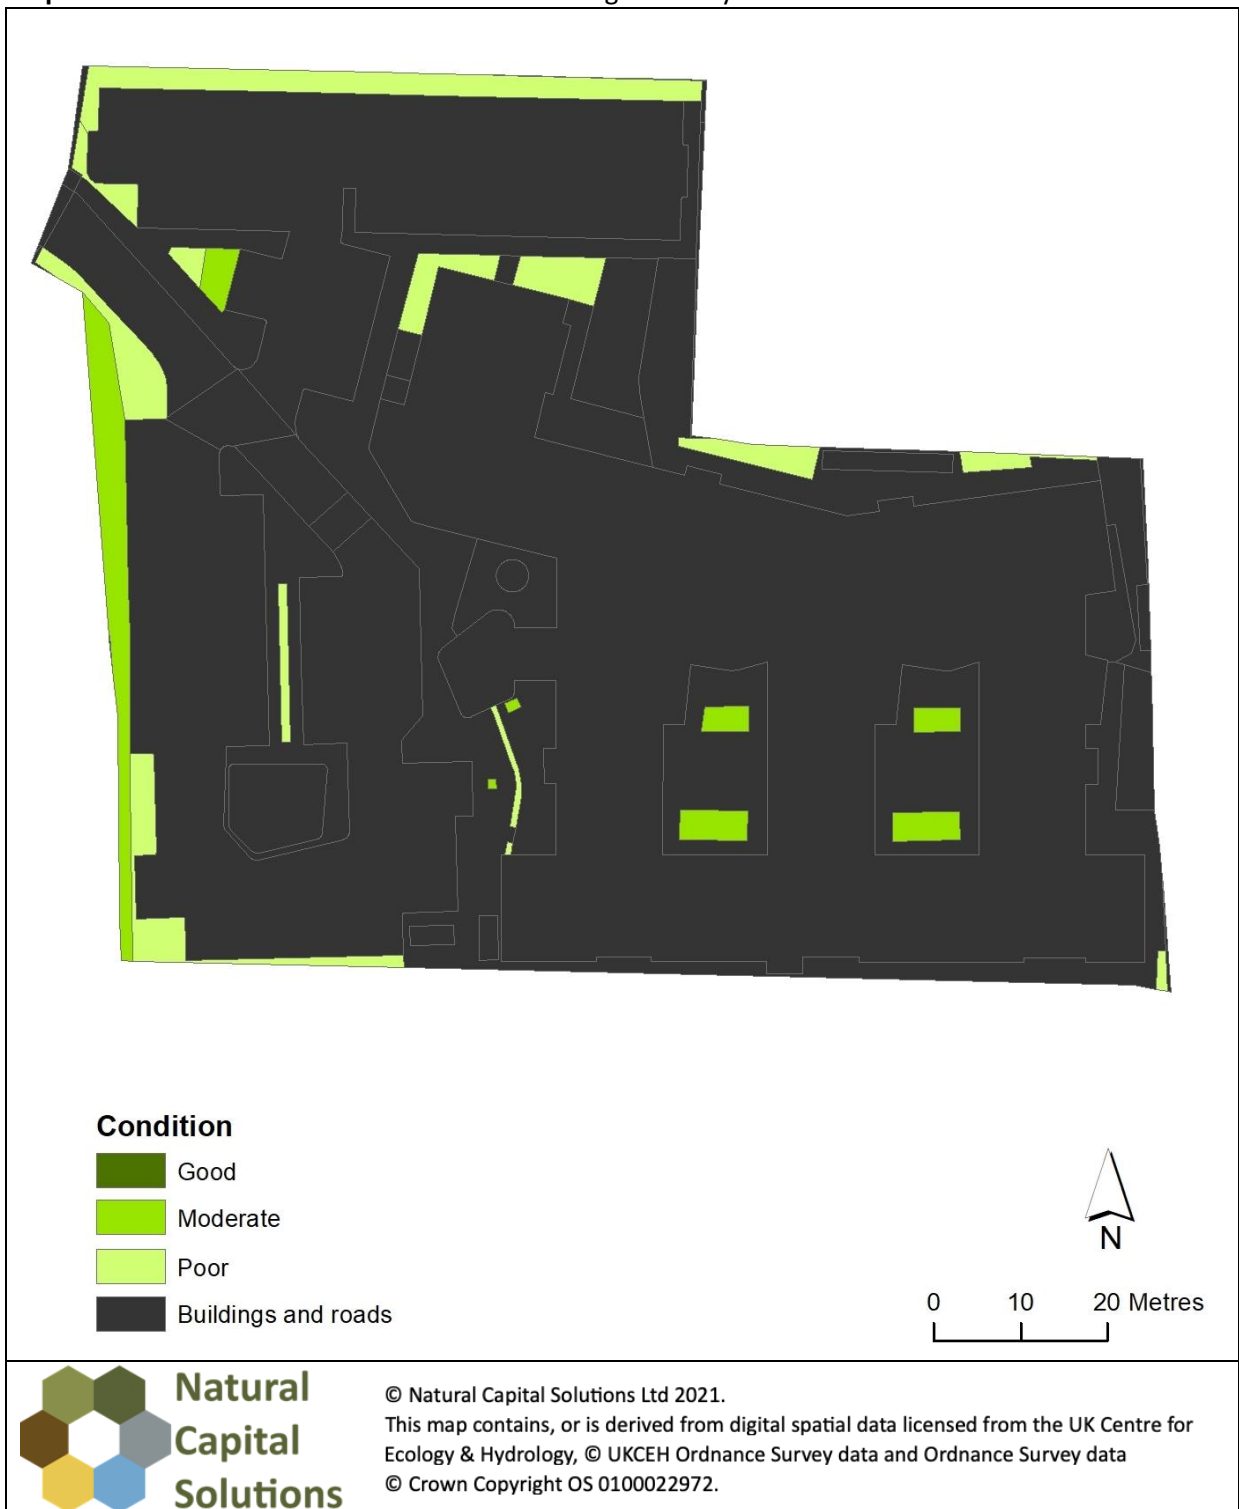 Condition
Good
Moderate
Poor
Buildings and roads
N
0 10 20 Metres
Natural
Capital
Solutions
© Natural Capital Solutions Ltd 2021.
This map contains, or is derived from digital spatial data licensed from the UK Centre for
Ecology & Hydrology, © UKCEH Ordnance Survey data and Ordnance Survey data
© Crown Copyright OS 0100022972.